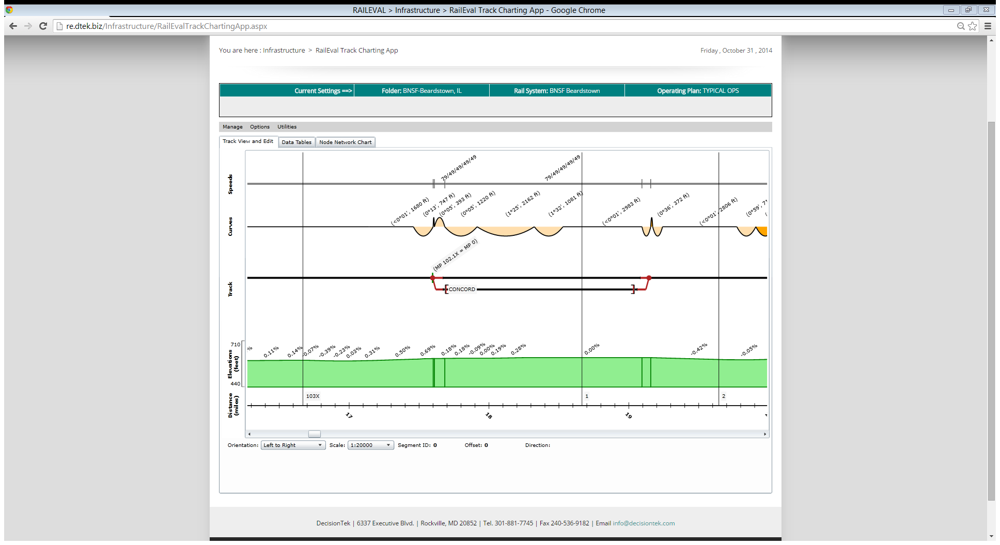 RAILEVAL > Infrastructure > RailEval Track Charting App - Google Chrome
re.dtek.biz/Infrastructure/RailEvalTrackChartingApp.aspx
You are here : Infrastructure > RailEval Track Charting App
Friday , October 31 , 2014
Current Settings ==> Folder: BNSF-Beardstown, IL Rail System: BNSF Beardstown Operating Plan: TYPICAL OPS
Manage Options Utilities
Track View and Edit Data Tables Node Network Chart
Speeds
79/49/49/49/49 79/49/49/49/49
Curves
(<0°01', 1680 ft) (0°13', 747 ft) (0°05', 393 ft) (0°05', 1220 ft) (1°25', 2162 ft) (1°32', 1081 ft) (<0°01', 2983 ft) (0°36', 372 ft) (<0°01', 2806 ft) (0°59', 7
(MP 102.1X = MP 0)
Track
CONCORD
Elevations
(feet)
710
440
% 0.11% 0.14% -0.07% -0.39% -0.23% 0.03% 0.31% 0.50% 0.69% 0.18% 0.18% -0.09% 0.00% 0.19% 0.28% 0.00% -0.42% -0.05%
Distance
(miles)
103X 1 2
17 18 19
Orientation: Left to Right Scale: 1:20000 Segment ID: 0 Offset: 0 Direction:
DecisionTek | 6337 Executive Blvd. | Rockville, MD 20852 | Tel. 301-881-7745 | Fax 240-536-9182 | Email info@decisiontek.com